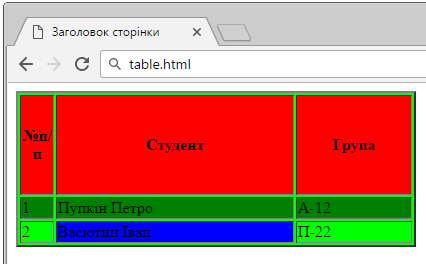 Заголовок сторінки
table.html
№п/п Студент Група
1 Пупкін Петро А-12
2 Васютин Іван П-22